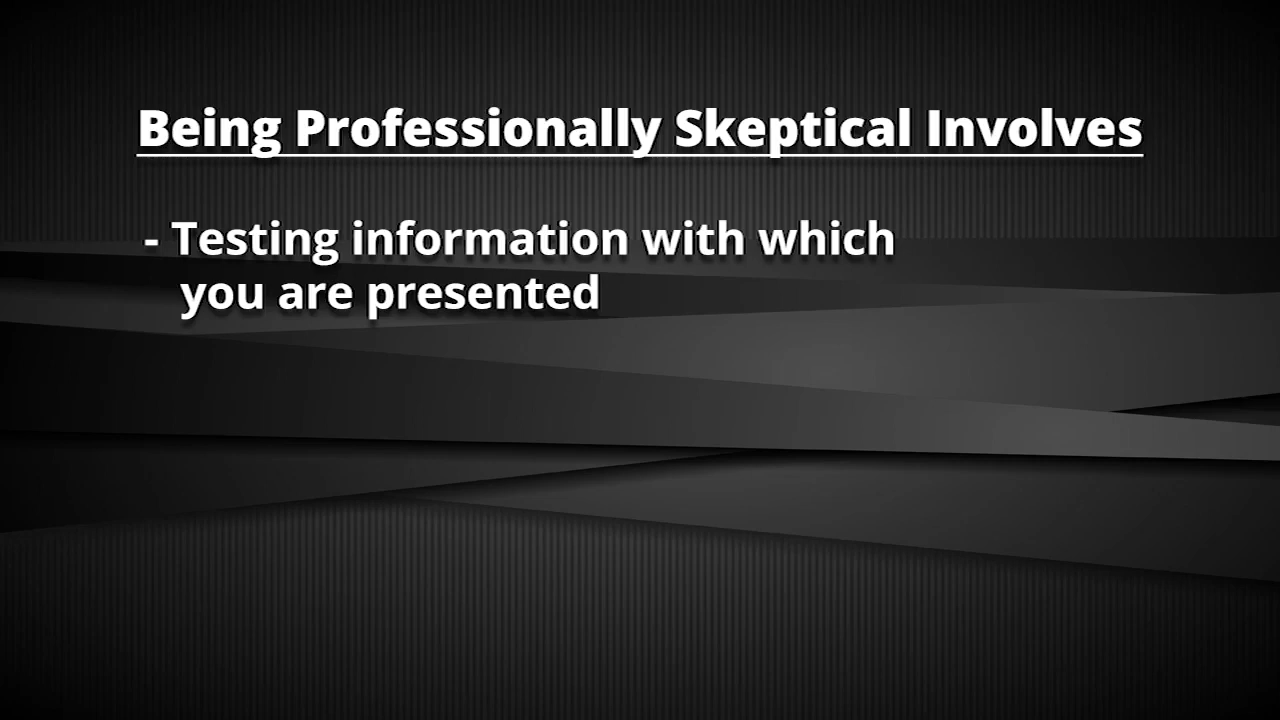 Being Professionally Skeptical Involves
- Testing information with which
you are presented